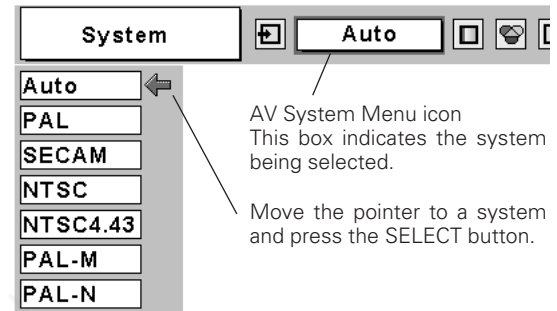 System
Auto
Auto
PAL
SECAM
NTSC
NTSC4.43
PAL-M
PAL-N
AV System Menu icon
This box indicates the system
being selected.
Move the pointer to a system
and press the SELECT button.